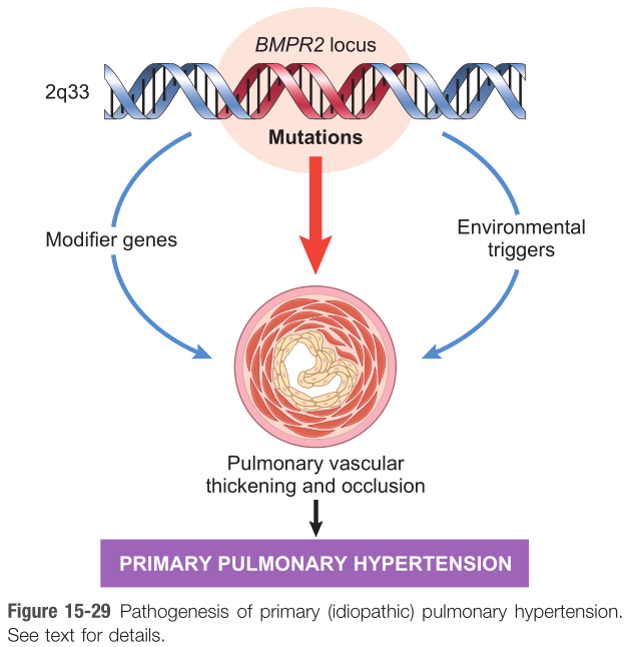 BMPR2 locus
2q33
Mutations
Modifier genes
Environmental
triggers
Pulmonary vascular
thickening and occlusion
PRIMARY PULMONARY HYPERTENSION
Figure 15-29 Pathogenesis of primary (idiopathic) pulmonary hypertension.
See text for details.